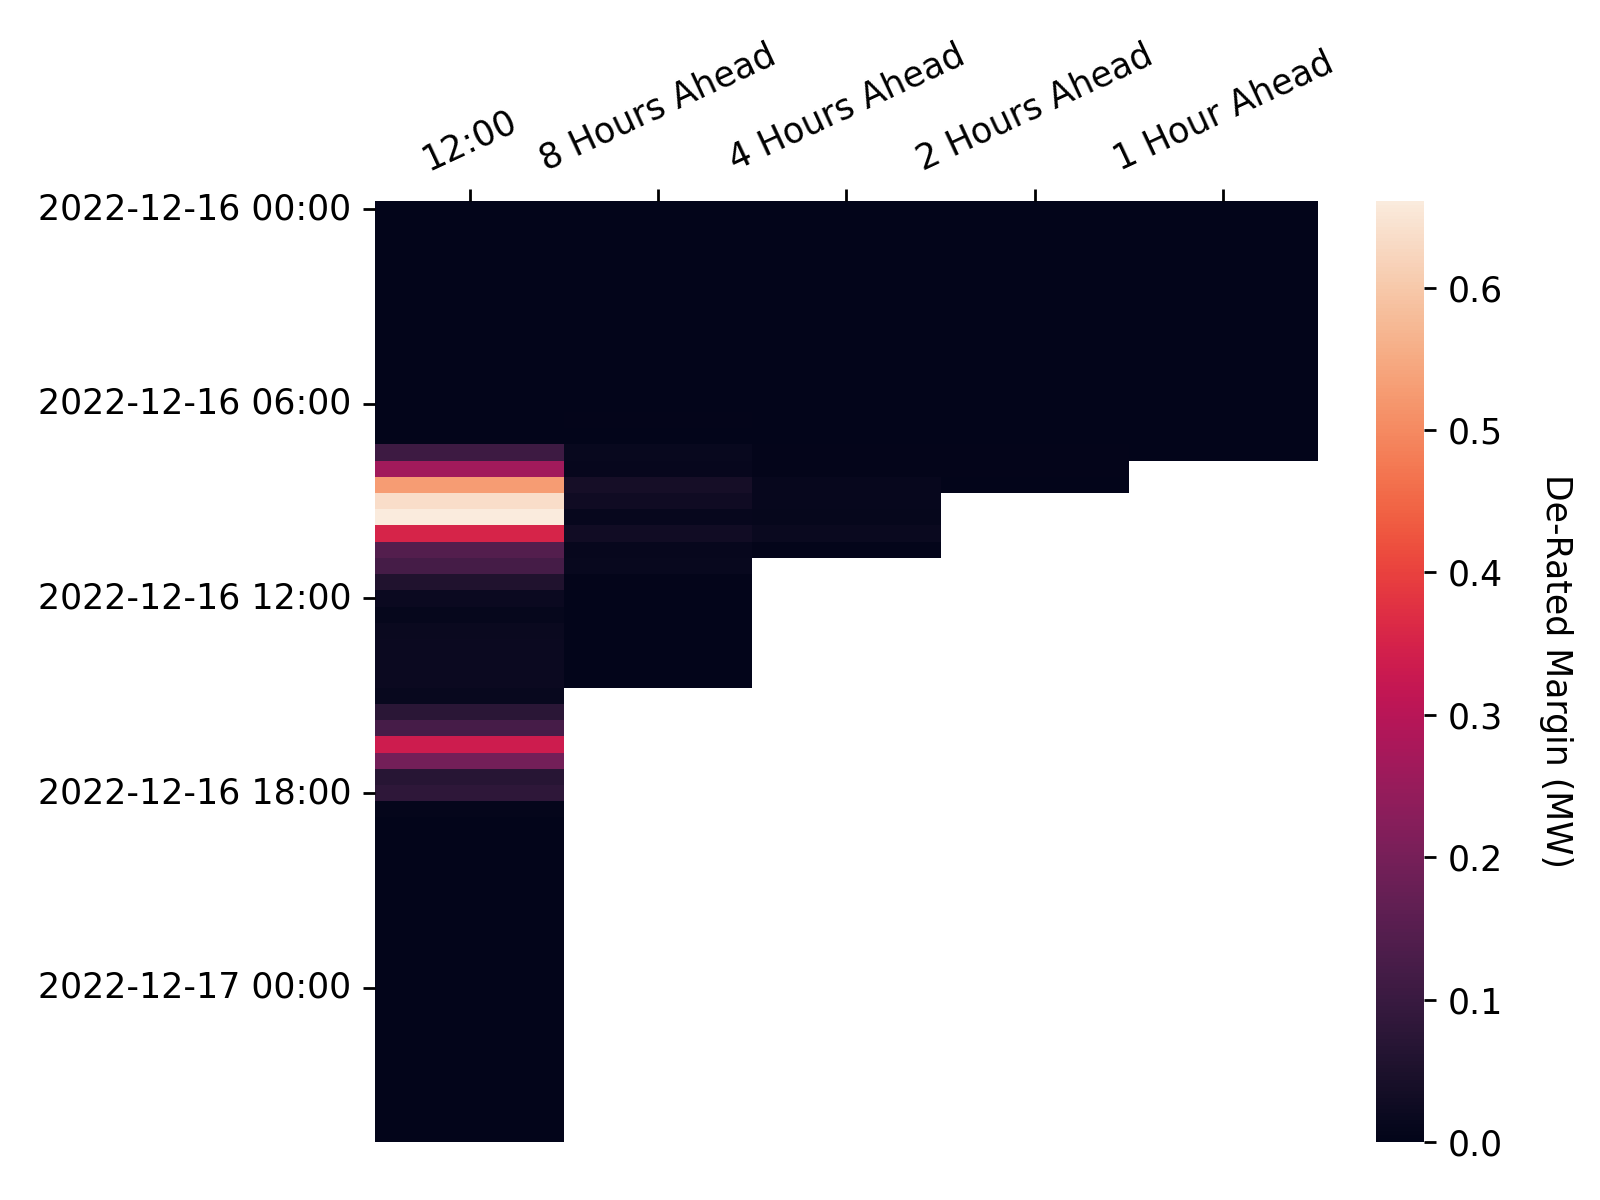 12:00
8 Hours Ahead
4 Hours Ahead
2 Hours Ahead
1 Hour Ahead
2022-12-16 00:00
2022-12-16 06:00
2022-12-16 12:00
2022-12-16 18:00
2022-12-17 00:00
0.6
0.5
0.4
0.3
0.2
0.1
0.0
De-Rated Margin (MW)